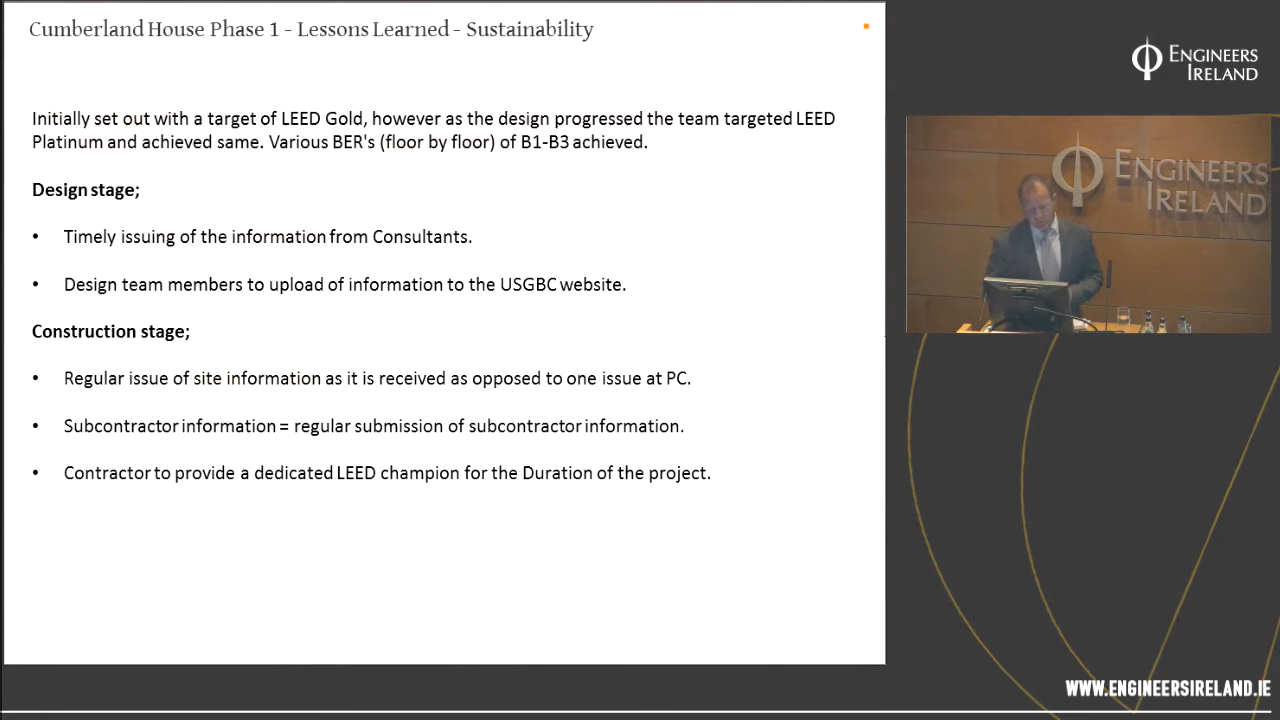 Cumberland House Phase 1 - Lessons Learned - Sustainability
Initially set out with a target of LEED Gold, however as the design progressed the team targeted LEED
Platinum and achieved same. Various BER's (floor by floor) of B1-B3 achieved.
Design stage;
• Timely issuing of the information from Consultants.
• Design team members to upload of information to the USGBC website.
Construction stage;
• Regular issue of site information as it is received as opposed to one issue at PC.
• Subcontractor information = regular submission of subcontractor information.
• Contractor to provide a dedicated LEED champion for the Duration of the project.
ENGINEERS
IRELAND
ENGINEERS
IRELAND
WWW.ENGINEERSIRELAND.IE